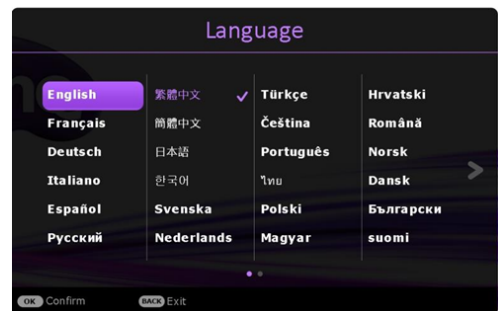 Language
English
Français
Deutsch
Italiano
Español
Русский
繁體中文
簡體中文
日本語
한국어
Svenska
Nederlands
Türkçe
Čeština
Português
ไทย
Polski
Magyar
Hrvatski
Română
Norsk
Dansk
Български
suomi
OK Confirm
BACK Exit